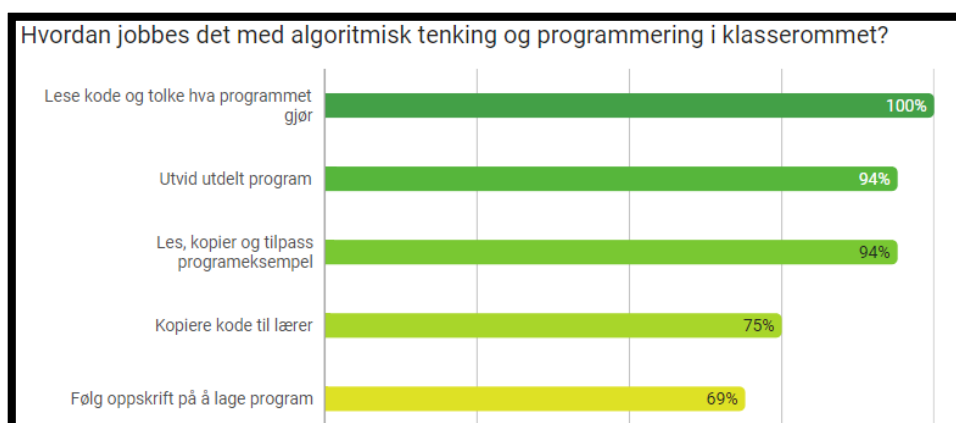 Hvordan jobbes det med algoritmisk tenking og programmering i klasserommet?
Lese kode og tolke hva programmet
gjør
100%
Utvid utdelt program
94%
Les, kopier og tilpass
programeksempel
94%
Kopiere kode til lærer
75%
Følg oppskrift på å lage program
69%